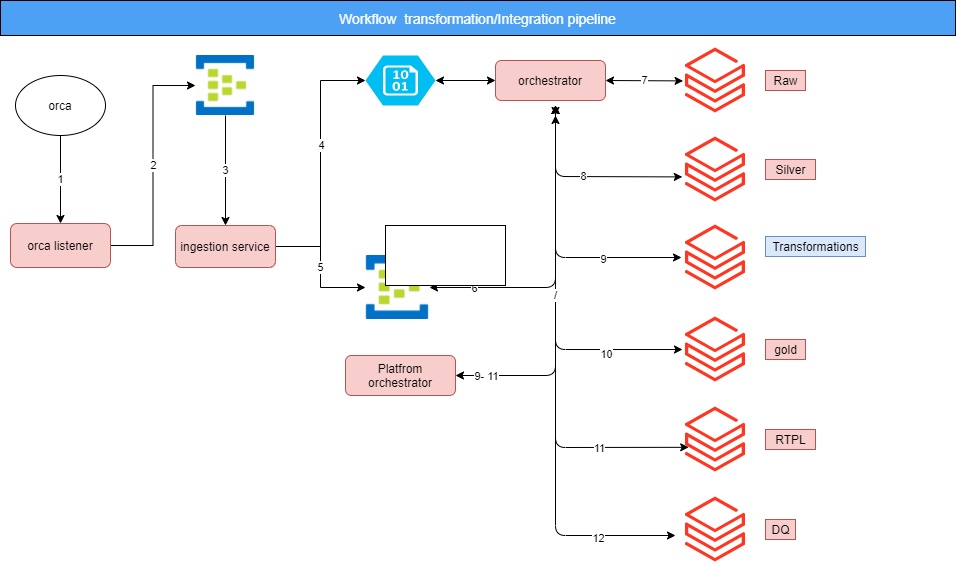 Workflow transformation/Integration pipeline
orca
1
orca listener
2
3
ingestion service
4
5
10
01
orchestrator
6
7
Raw
8
Silver
9
Transformations
/
10
gold
Platfrom
orchestrator
9- 11
11
RTPL
12
DQ